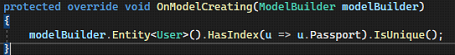 protected override void OnModelCreating(ModelBuilder modelBuilder)
{
modelBuilder.Entity<User>().HasIndex(u => u.Passport).IsUnique();
}